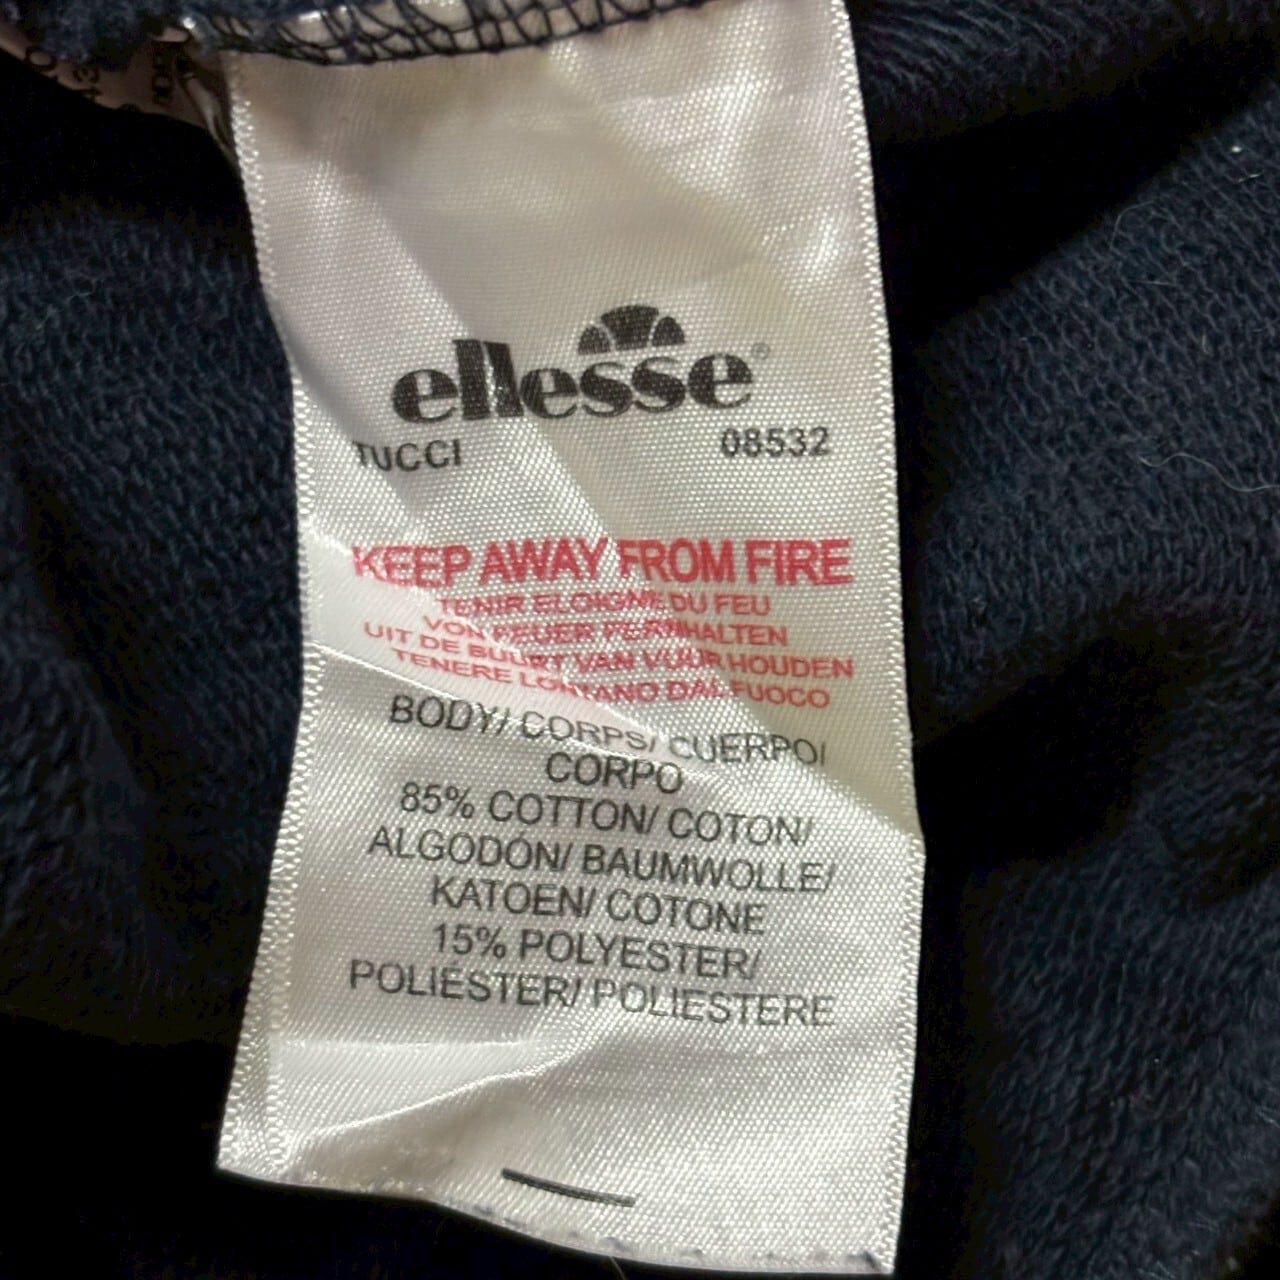 ellesse®
TUCCI 08532
KEEP AWAY FROM FIRE
TENIR ELOIGNE DU FEU
VON FEUER FERNHALTEN
UIT DE BUURT VAN VUUR HOUDEN
TENERE LONTANO DAL FUOCO
BODY/ CORPS/ CUERPO/
CORPO
85% COTTON/ COTON/
ALGODÓN/ BAUMWOLLE/
KATOEN/ COTONE
15% POLYESTER/
POLIÉSTER/ POLIESTERE